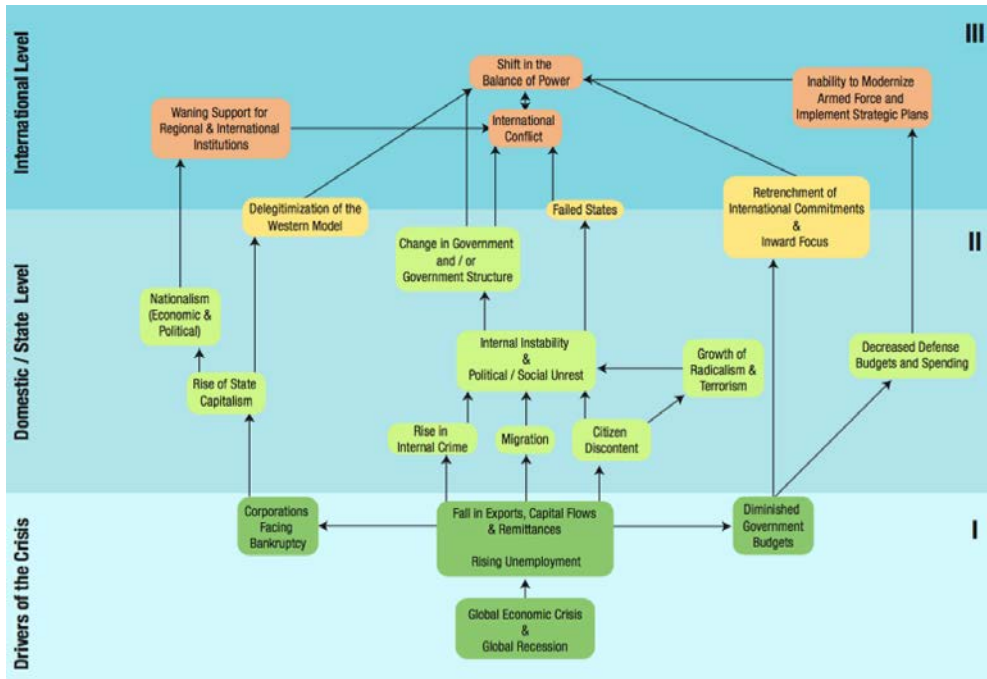 International Level
III
Shift in the
Balance of Power
Inability to Modernize
Armed Force and
Implement Strategic Plans
Waning Support for
Regional & International
Institutions
International
Conflict
Delegitimization of the
Western Model
Failed States
Retrenchment of
International Commitments
&
Inward Focus
Domestic / State Level
II
Change in Government
and / or
Government Structure
Nationalism
(Economic &
Political)
Internal Instability
&
Political / Social Unrest
Growth of
Radicalism &
Terrorism
Decreased Defense
Budgets and Spending
Rise of State
Capitalism
Rise in
Internal Crime
Migration
Citizen
Discontent
Drivers of the Crisis
I
Corporations
Facing
Bankruptcy
Fall in Exports, Capital Flows
& Remittances
Rising Unemployment
Diminished
Government
Budgets
Global Economic Crisis
&
Global Recession